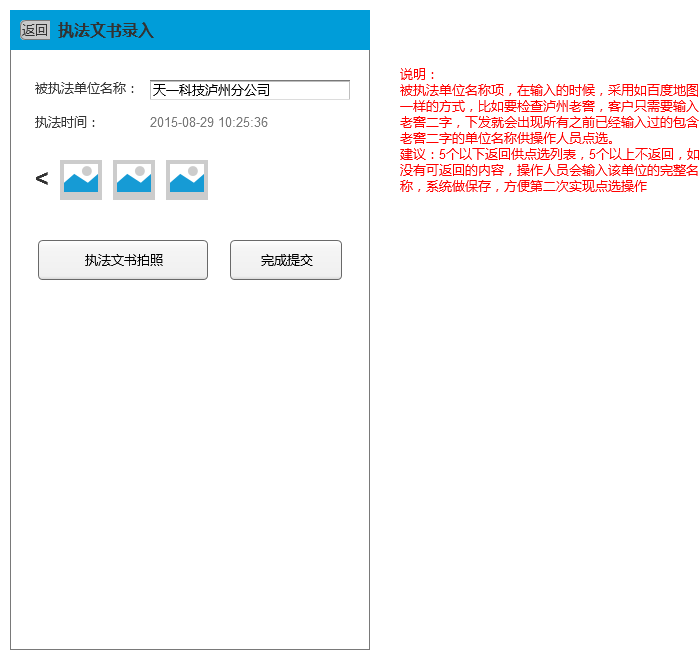 返回 执法文书录入
被执法单位名称： 天一科技泸州分公司
执法时间： 2015-08-29 10:25:36
<
执法文书拍照 完成提交
说明：
被执法单位名称项，在输入的时候，采用如百度地图
一样的方式，比如要检查泸州老窖，客户只需要输入
老窖二字，下发就会出现所有之前已经输入过的包含
老窖二字的单位名称供操作人员点选。
建议：5个以下返回供点选列表，5个以上不返回，如
没有可返回的内容，操作人员会输入该单位的完整名
称，系统做保存，方便第二次实现点选操作